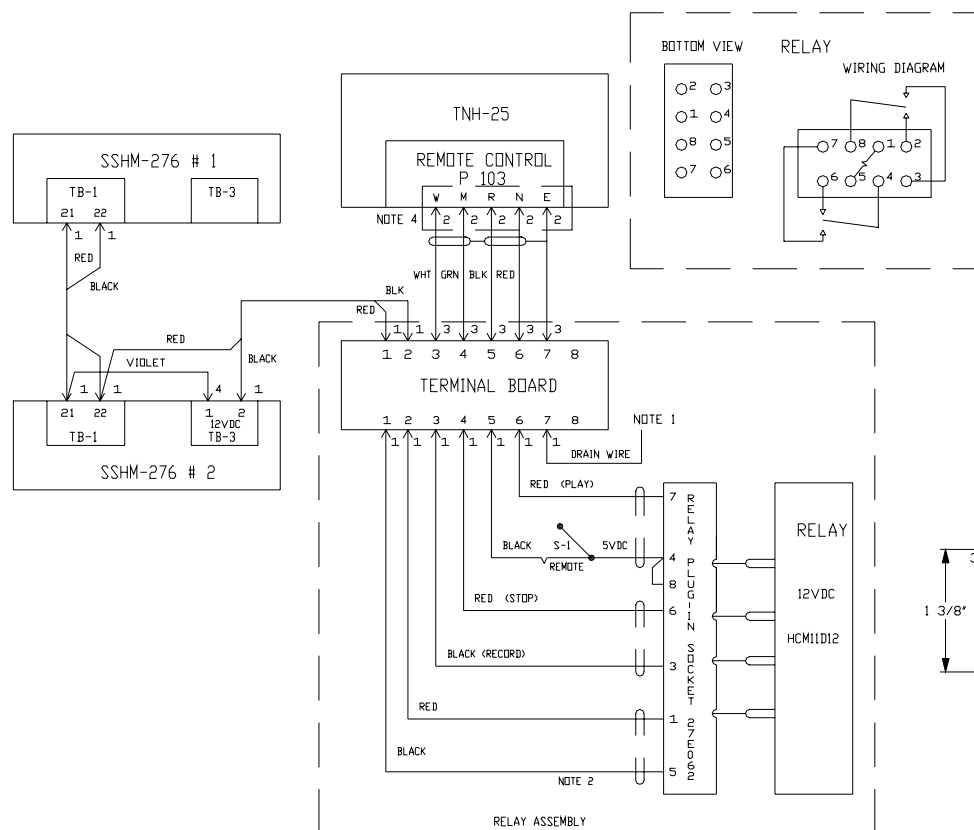 BOTTOM VIEW
RELAY
WIRING DIAGRAM
2 3
1 4
8 5
7 6
7 8 1 2
6 5 4 3
TNH-25
REMOTE CONTROL
P 103
W M R N E
NOTE 4
2 2 2 2 2
WHT GRN BLK RED
SSHM-276 # 1
TB-1
TB-3
21 22
1 1
RED
BLACK
BLK
RED
RED
VIOLET
BLACK
1 1 4 1
21 22
TB-1
1 2
12VDC
TB-3
SSHM-276 # 2
1 1 3 3 3 3 3
1 2 3 4 5 6 7 8
TERMINAL BOARD
1 2 3 4 5 6 7 8
1 1 1 1 1 1 1
NOTE 1
DRAIN WIRE
RED (PLAY)
7
BLACK
S-1
5VDC
4
REMOTE
8
RED (STOP)
6
BLACK (RECORD)
3
RED
1
BLACK
5
NOTE 2
RELAY PLUG-IN SOCKET 27E062
RELAY
12VDC
HCM11D12
RELAY ASSEMBLY
1 3/8"